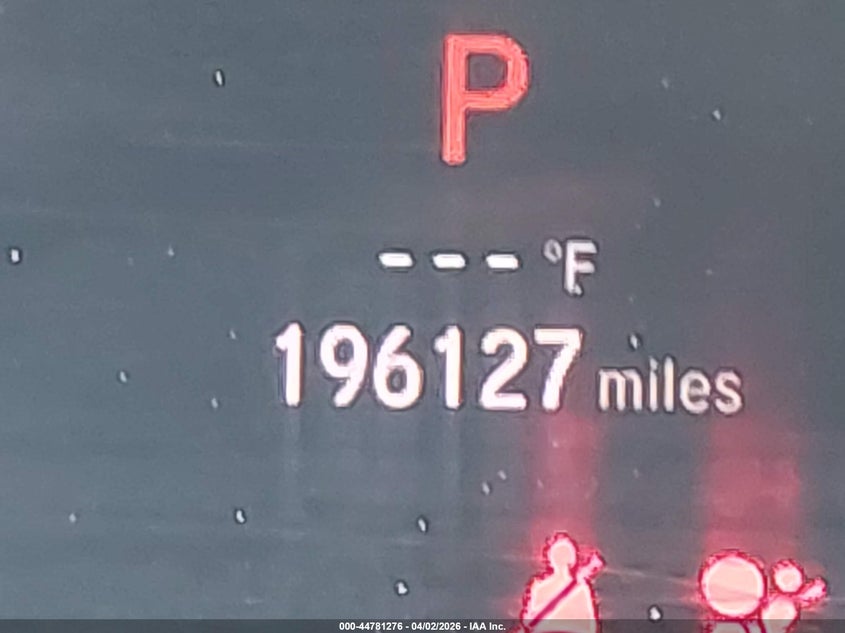 P
--- °F
196127 miles
000-44781276 - 04/02/2026 - IAA Inc.